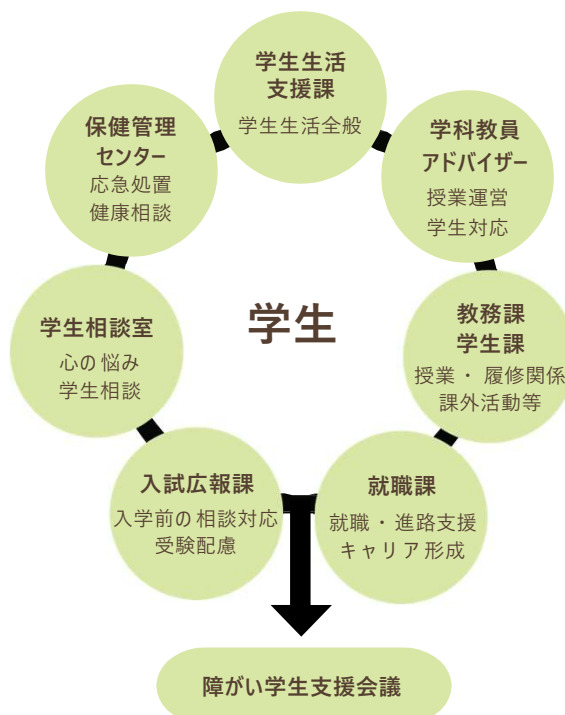 学生生活
支援課
学生生活全般
保健管理
センター
応急処置
健康相談
学科教員
アドバイザー
授業運営
学生対応
学生
学生相談室
心の悩み
学生相談
教務課
学生課
授業・履修関係
課外活動等
入試広報課
入学前の相談対応
受験配慮
就職課
就職・進路支援
キャリア形成
障がい学生支援会議